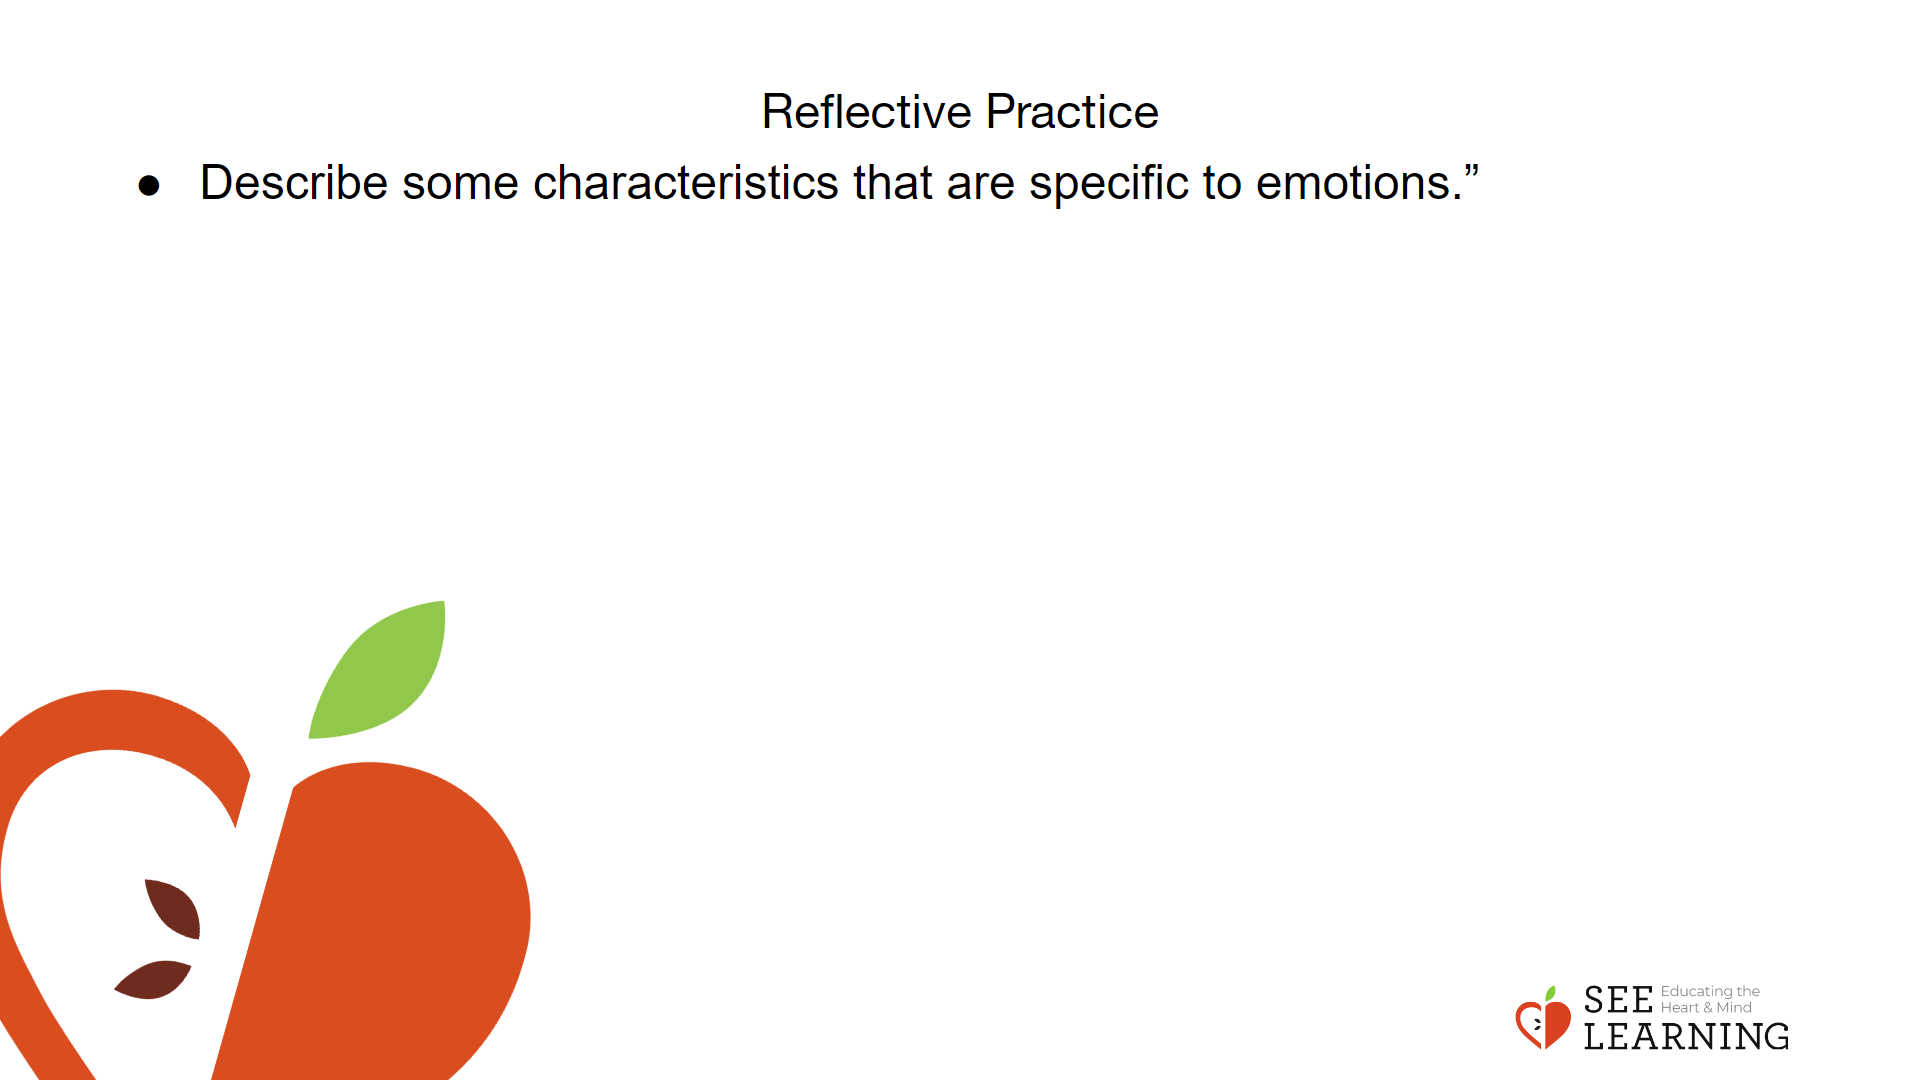 Reflective Practice
● Describe some characteristics that are specific to emotions.”
SEE Educating the
Heart & Mind
LEARNING